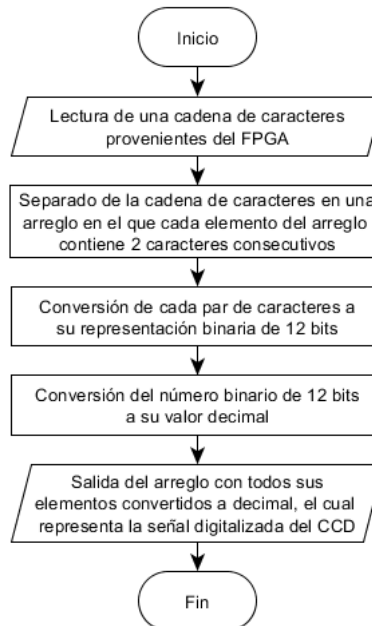 Inicio
Lectura de una cadena de caracteres
provenientes del FPGA
Separado de la cadena de caracteres en una
arreglo en el que cada elemento del arreglo
contiene 2 caracteres consecutivos
Conversión de cada par de caracteres a
su representación binaria de 12 bits
Conversión del número binario de 12 bits
a su valor decimal
Salida del arreglo con todos sus
elementos convertidos a decimal, el cual
representa la señal digitalizada del CCD
Fin